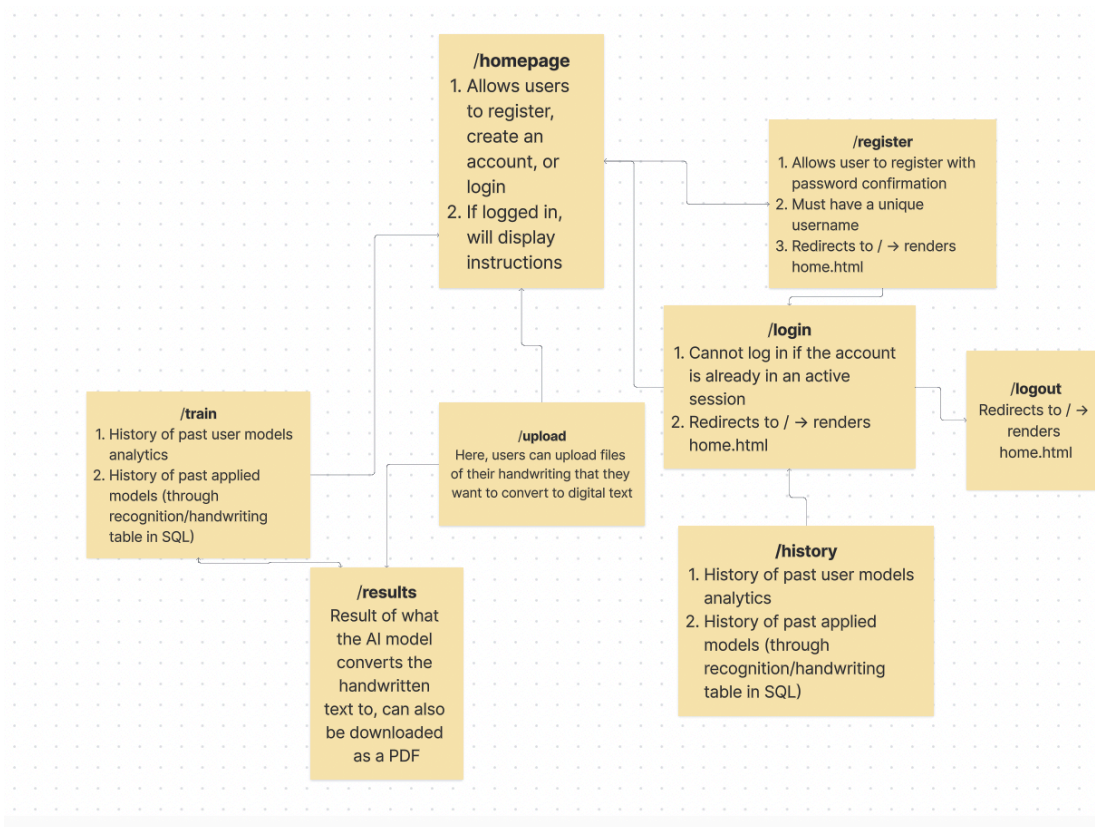 /homepage
1. Allows users
to register,
create an
account, or
login
2. If logged in,
will display
instructions
/register
1. Allows user to register with
password confirmation
2. Must have a unique
username
3. Redirects to / → renders
home.html
/login
1. Cannot log in if the account
is already in an active
session
2. Redirects to / → renders
home.html
/logout
Redirects to / →
renders
home.html
/train
1. History of past user models
analytics
2. History of past applied
models (through
recognition/handwriting
table in SQL)
/upload
Here, users can upload files
of their handwriting that they
want to convert to digital text
/results
Result of what
the AI model
converts the
handwritten
text to, can also
be downloaded
as a PDF
/history
1. History of past user models
analytics
2. History of past applied
models (through
recognition/handwriting
table in SQL)